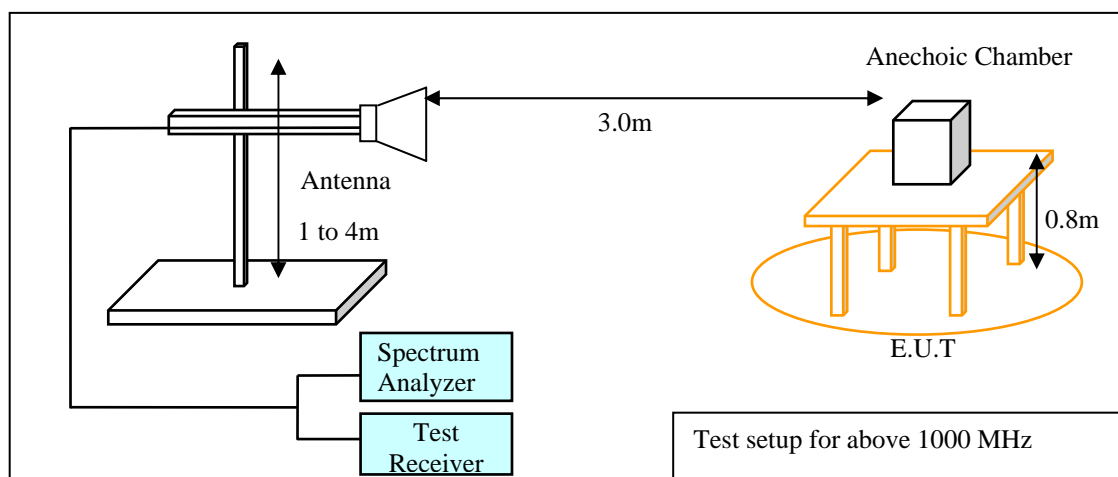 Anechoic Chamber
3.0m
Antenna
1 to 4m
0.8m
E.U.T
Spectrum
Analyzer
Test
Receiver
Test setup for above 1000 MHz